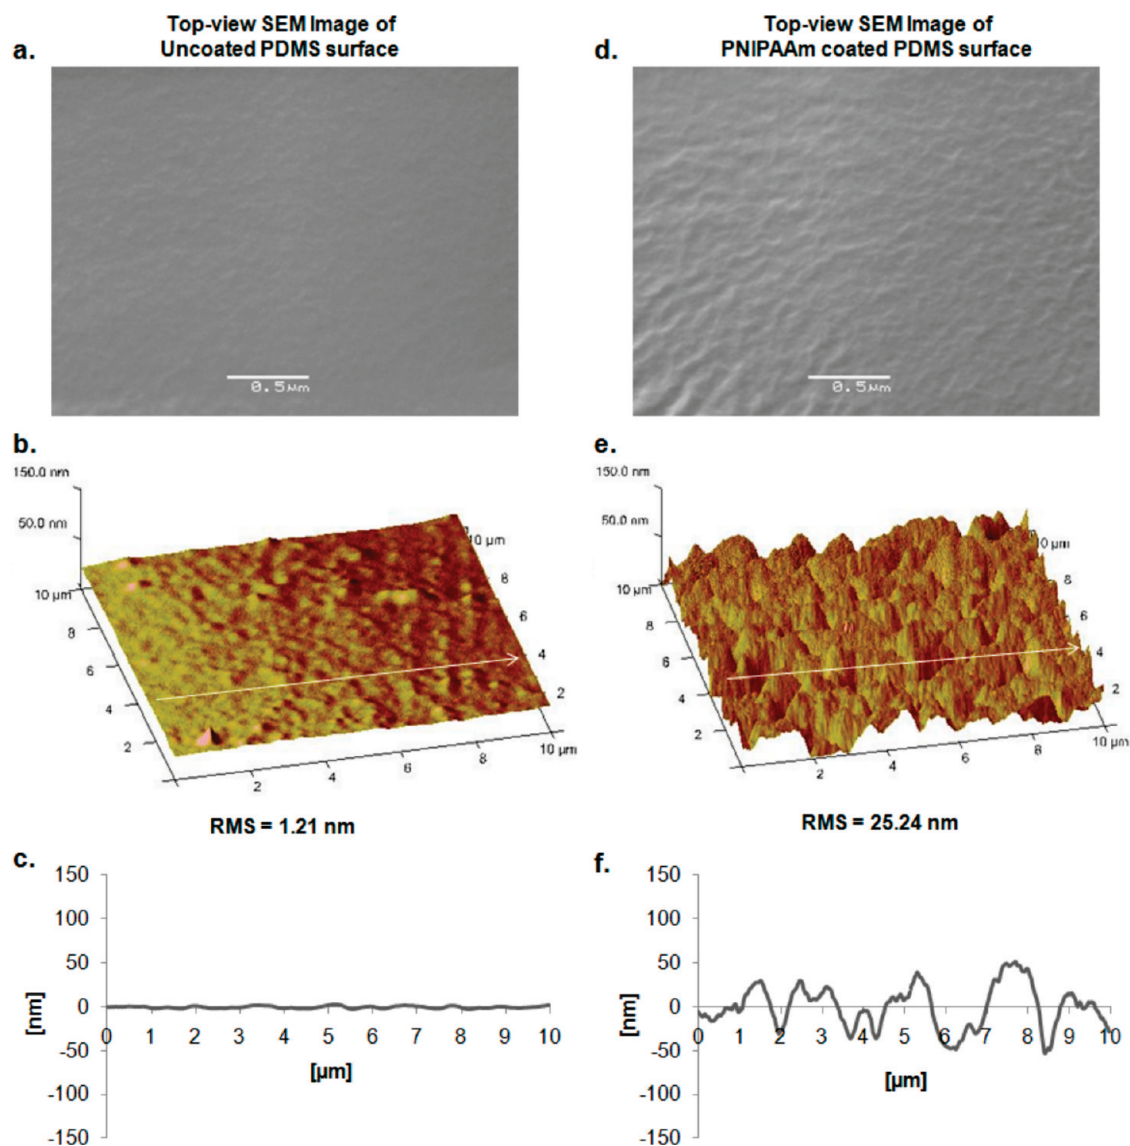 Top-view SEM Image of
Uncoated PDMS surface
a.
0.5µm
b.
150.0 nm
50.0 nm
10 µm
8
6
4
2
2
4
6
8
10 µm
2
4
6
8
10 µm
RMS = 1.21 nm
c.
150
100
50
0
-50
-100
-150
[nm]
0 1 2 3 4 5 6 7 8 9 10
[µm]
Top-view SEM Image of
PNIPAAm coated PDMS surface
d.
0.5µm
e.
150.0 nm
50.0 nm
10 µm
8
6
4
2
2
4
6
8
10 µm
2
4
6
8
10 µm
RMS = 25.24 nm
f.
150
100
50
0
-50
-100
-150
[nm]
0 1 2 3 4 5 6 7 8 9 10
[µm]